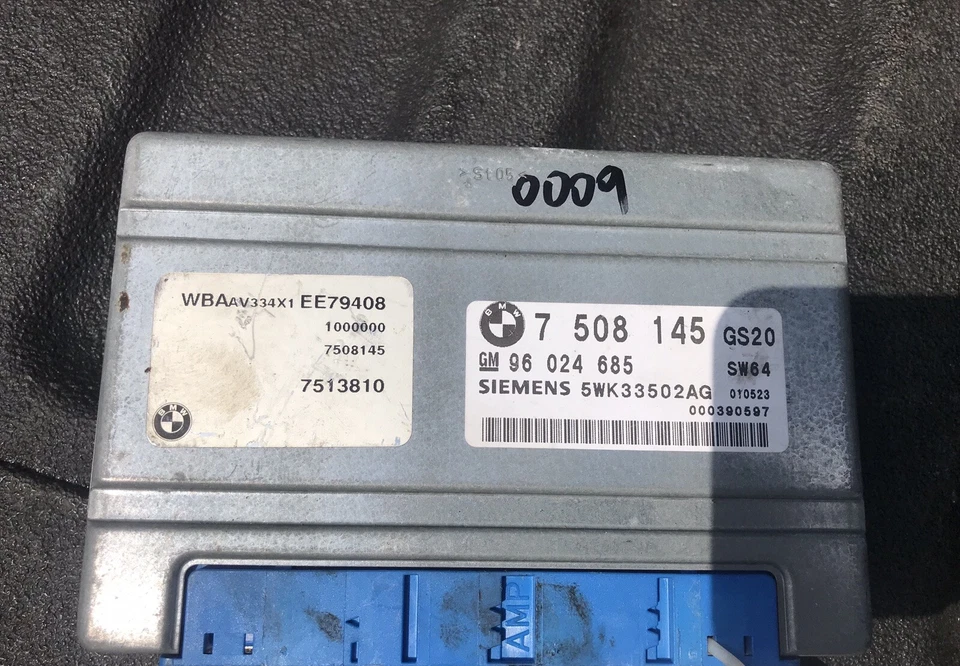 0009
WBAAV334X1 EE79408
1000000
7508145
7513810
BMW
BMW 7 508 145 GS20
GM 96 024 685 SW64
SIEMENS 5WK33502AG 010523
000390597
AMP